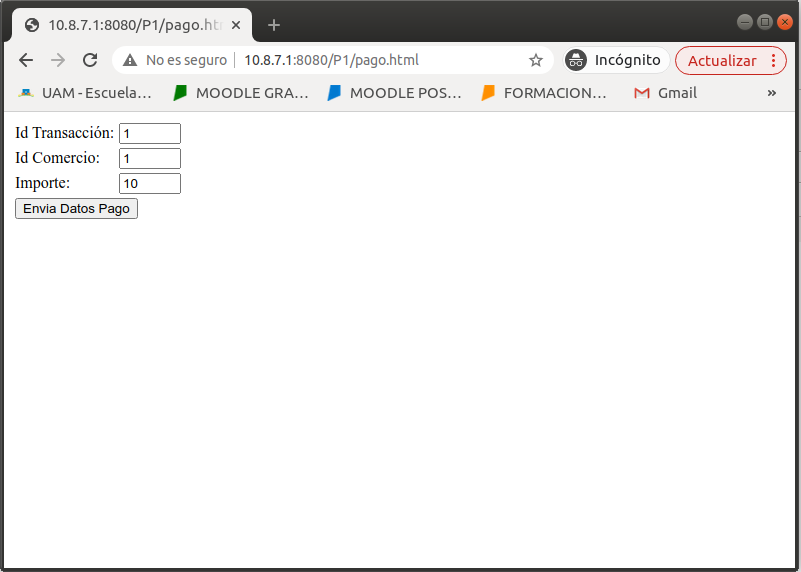 10.8.7.1:8080/P1/pago.ht
No es seguro 10.8.7.1:8080/P1/pago.html Incógnito Actualizar
UAM - Escuela... MOODLE GRA... MOODLE POS... FORMACION... Gmail »
Id Transacción: 1
Id Comercio: 1
Importe: 10
Envia Datos Pago